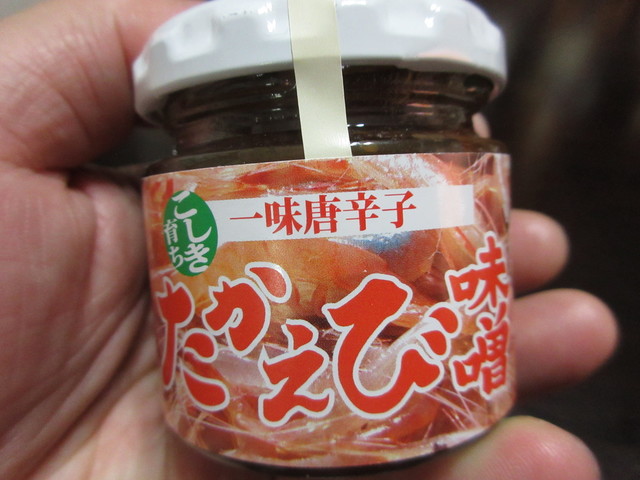 こしき
育ち
一味唐辛子
たかえび
味噌